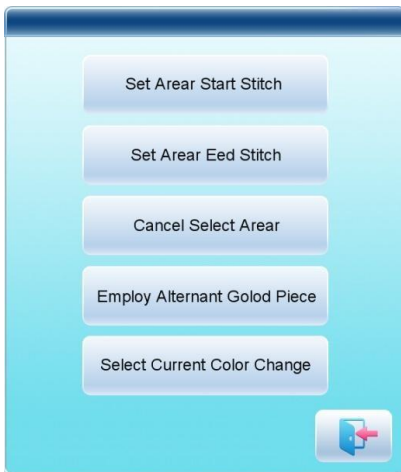 Set Arear Start Stitch
Set Arear Eed Stitch
Cancel Select Arear
Employ Alternant Golod Piece
Select Current Color Change